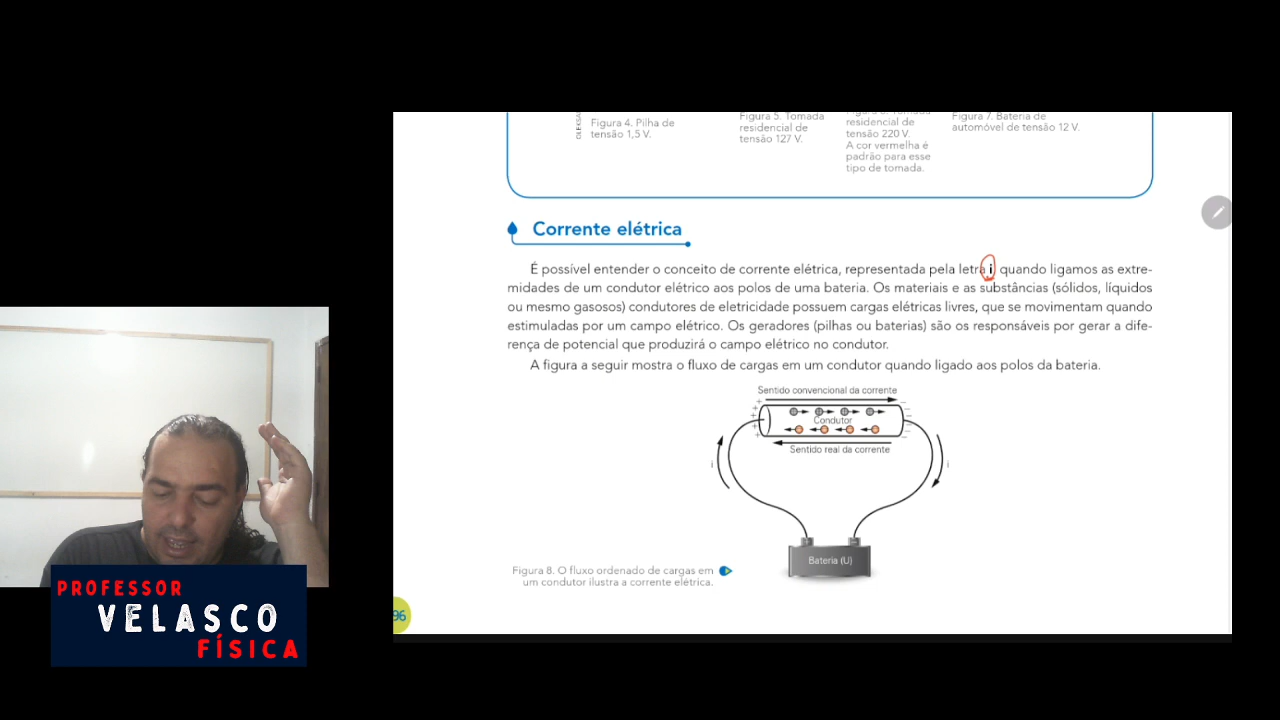 Figura 4. Pilha de
tensão 1,5 V.
Figura 5. Tomada
residencial de
tensão 127 V.
residencial de
tensão 220 V.
A cor vermelha é
padrão para esse
tipo de tomada.
Figura 7. Bateria de
automóvel de tensão 12 V.
Corrente elétrica
É possível entender o conceito de corrente elétrica, representada pela letra i quando ligamos as extre-
midades de um condutor elétrico aos polos de uma bateria. Os materiais e as substâncias (sólidos, líquidos
ou mesmo gasosos) condutores de eletricidade possuem cargas elétricas livres, que se movimentam quando
estimuladas por um campo elétrico. Os geradores (pilhas ou baterias) são os responsáveis por gerar a dife-
rença de potencial que produzirá o campo elétrico no condutor.
A figura a seguir mostra o fluxo de cargas em um condutor quando ligado aos polos da bateria.
Sentido convencional da corrente
Condutor
Sentido real da corrente
i
i
Bateria (U)
Figura 8. O fluxo ordenado de cargas em
um condutor ilustra a corrente elétrica.
96
PROFESSOR
VELASCO
FÍSICA